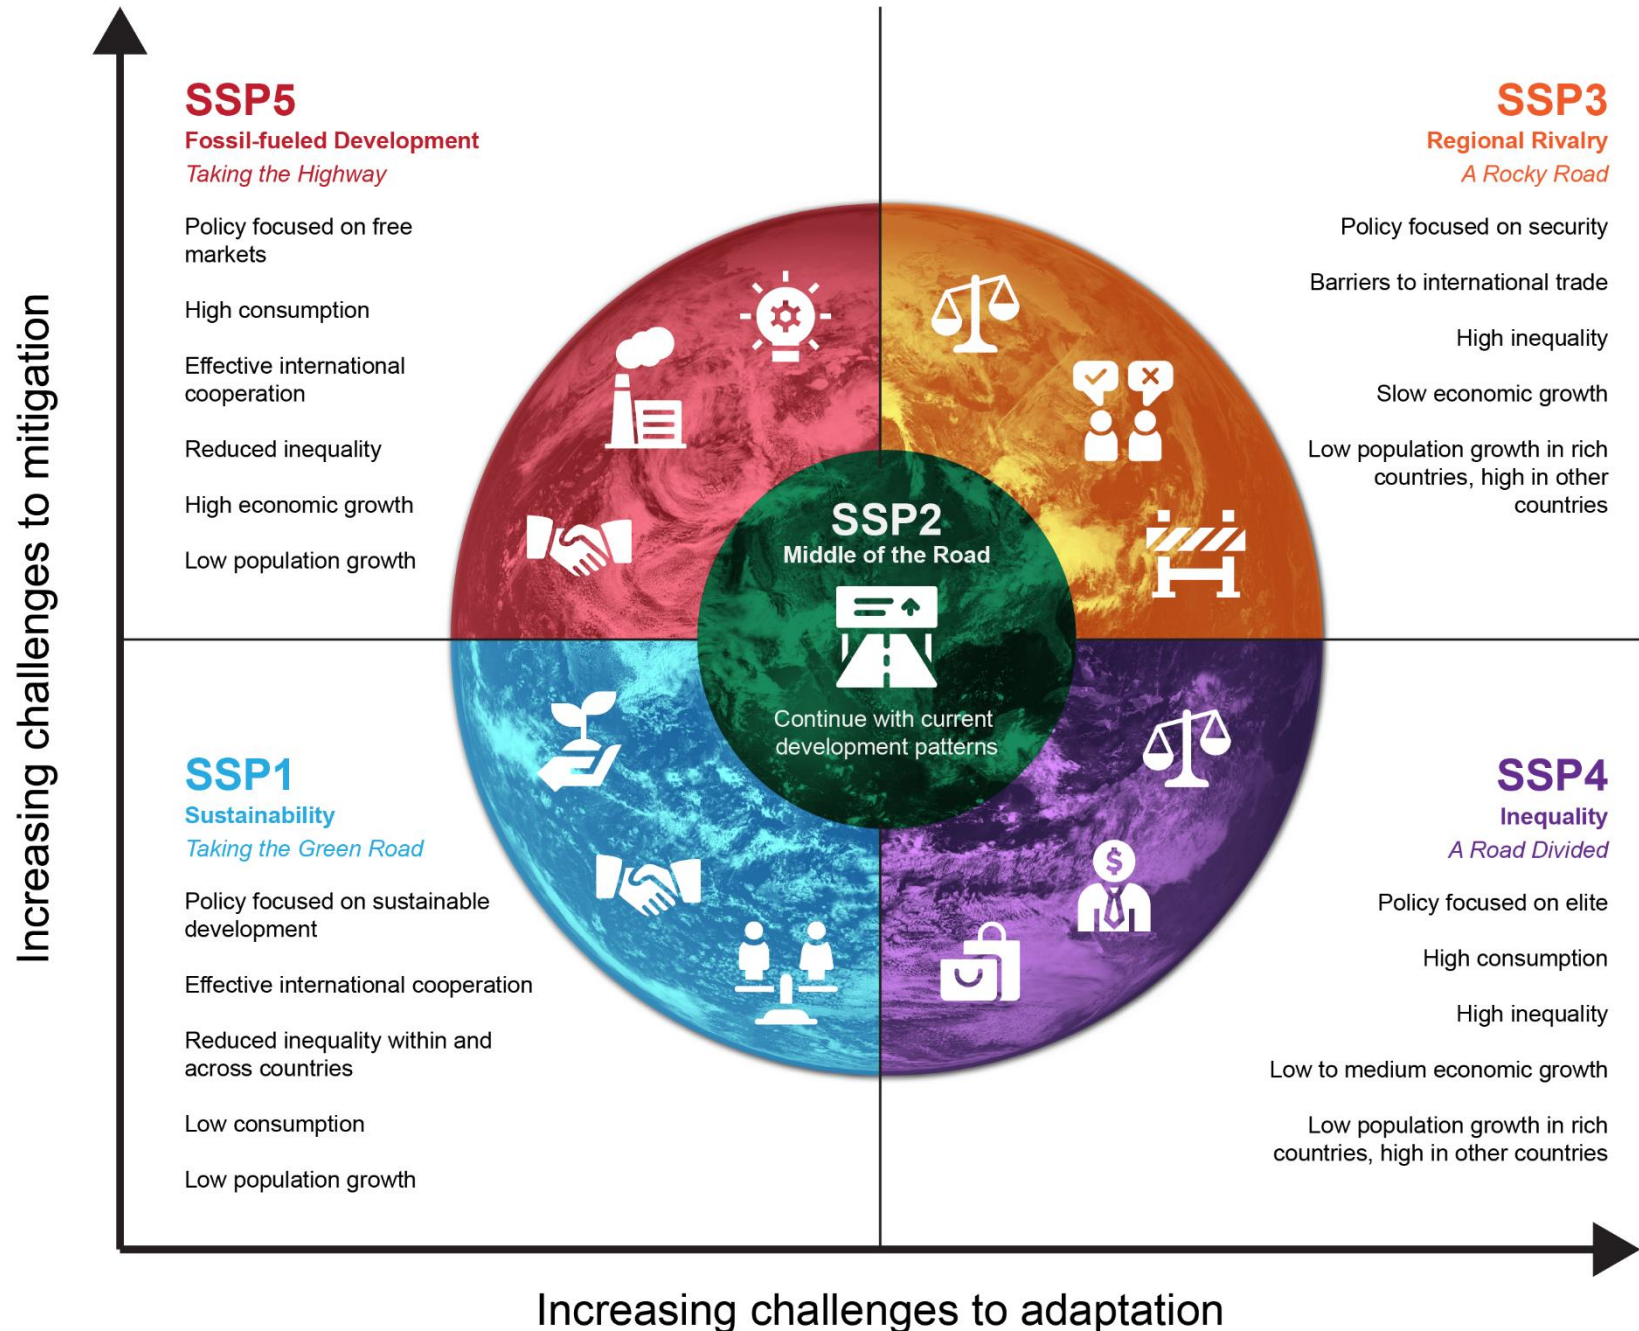 Increasing challenges to mitigation
SSP5
Fossil-fueled Development
Taking the Highway
Policy focused on free
markets
High consumption
Effective international
cooperation
Reduced inequality
High economic growth
Low population growth
SSP3
Regional Rivalry
A Rocky Road
Policy focused on security
Barriers to international trade
High inequality
Slow economic growth
Low population growth in rich
countries, high in other
countries
SSP2
Middle of the Road
Continue with current
development patterns
SSP1
Sustainability
Taking the Green Road
Policy focused on sustainable
development
Effective international cooperation
Reduced inequality within and
across countries
Low consumption
Low population growth
SSP4
Inequality
A Road Divided
Policy focused on elite
High consumption
High inequality
Low to medium economic growth
Low population growth in rich
countries, high in other countries
$
Increasing challenges to adaptation